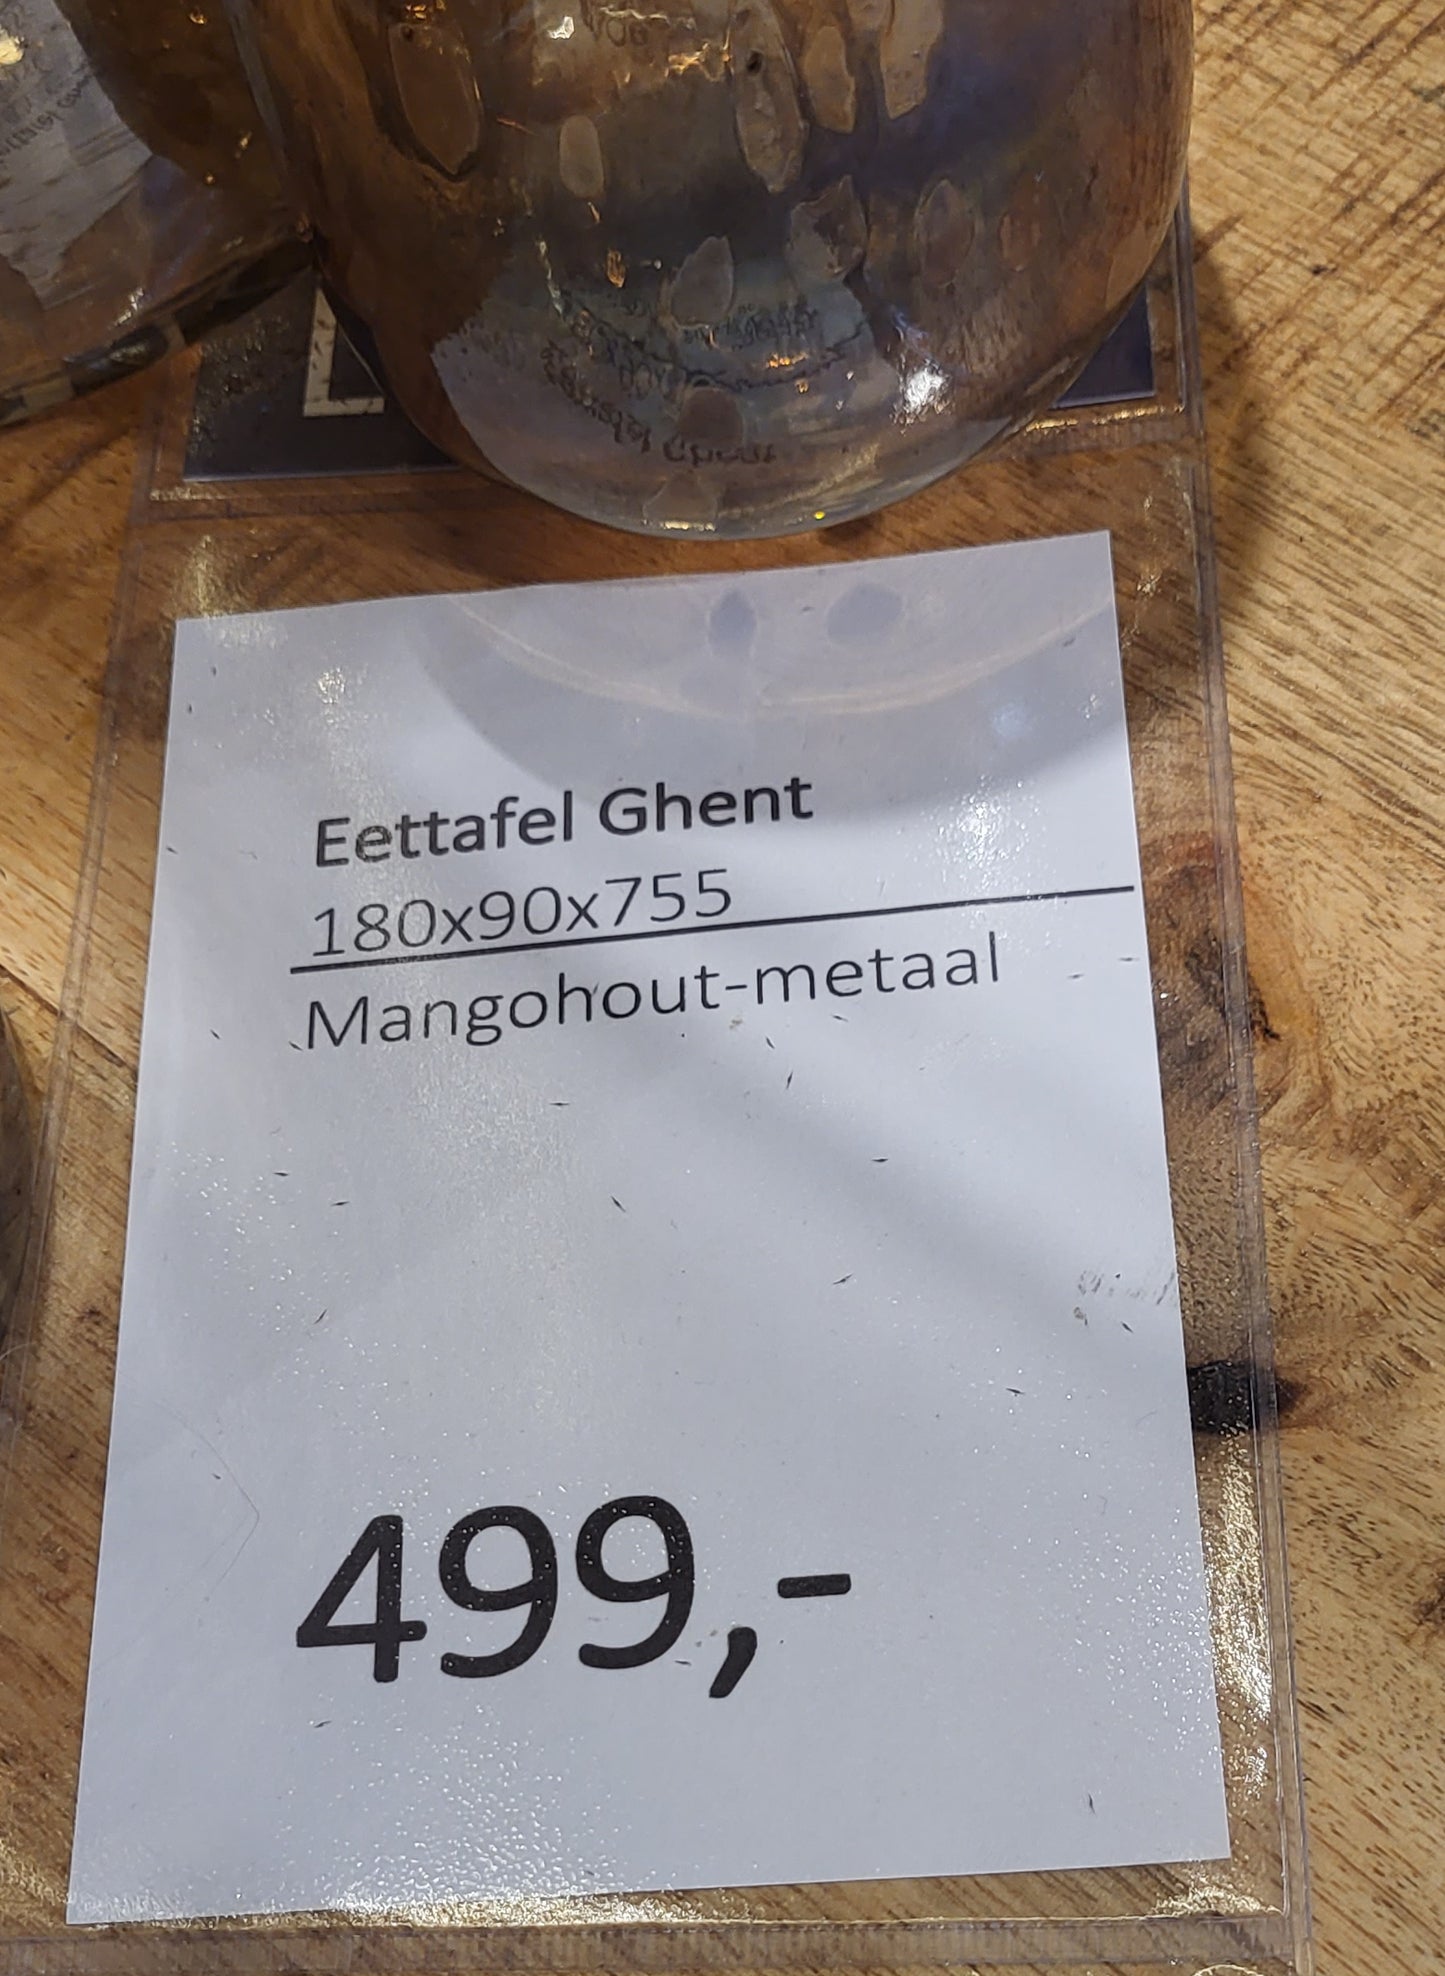 Eettafel Ghent
180x90x755
Mangohout-metaal
499,-